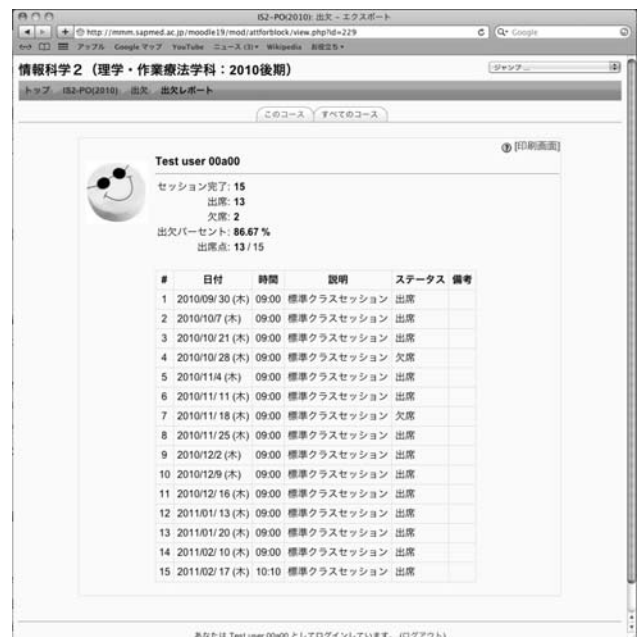 IS2-PO(2010): 出欠 - エクスポート
http://mmm.sapmed.ac.jp/moodle19/mod/attforblock/view.php?id=229
Google
アップル Google マップ YouTube ニュース (3) Wikipedia お役立ち
情報科学2（理学・作業療法学科：2010後期）
ジャンプ...
トップ IS2-PO(2010) 出欠 出欠レポート
このコース すべてのコース
[印刷画面]
Test user 00a00
セッション完了: 15
出席: 13
欠席: 2
出欠パーセント: 86.67 %
出席点: 13 / 15
# 日付 時間 説明 ステータス 備考
1 2010/09/ 30 (木) 09:00 標準クラスセッション 出席
2 2010/10/7 (木) 09:00 標準クラスセッション 出席
3 2010/10/ 21 (木) 09:00 標準クラスセッション 出席
4 2010/10/ 28 (木) 09:00 標準クラスセッション 欠席
5 2010/11/4 (木) 09:00 標準クラスセッション 出席
6 2010/11/ 11 (木) 09:00 標準クラスセッション 出席
7 2010/11/ 18 (木) 09:00 標準クラスセッション 欠席
8 2010/11/ 25 (木) 09:00 標準クラスセッション 出席
9 2010/12/2 (木) 09:00 標準クラスセッション 出席
10 2010/12/9 (木) 09:00 標準クラスセッション 出席
11 2010/12/ 16 (木) 09:00 標準クラスセッション 出席
12 2011/01/ 13 (木) 09:00 標準クラスセッション 出席
13 2011/01/ 20 (木) 09:00 標準クラスセッション 出席
14 2011/02/ 10 (木) 09:00 標準クラスセッション 出席
15 2011/02/ 17 (木) 10:10 標準クラスセッション 出席
あなたは Test user 00a00 としてログインしています。 (ログアウト)